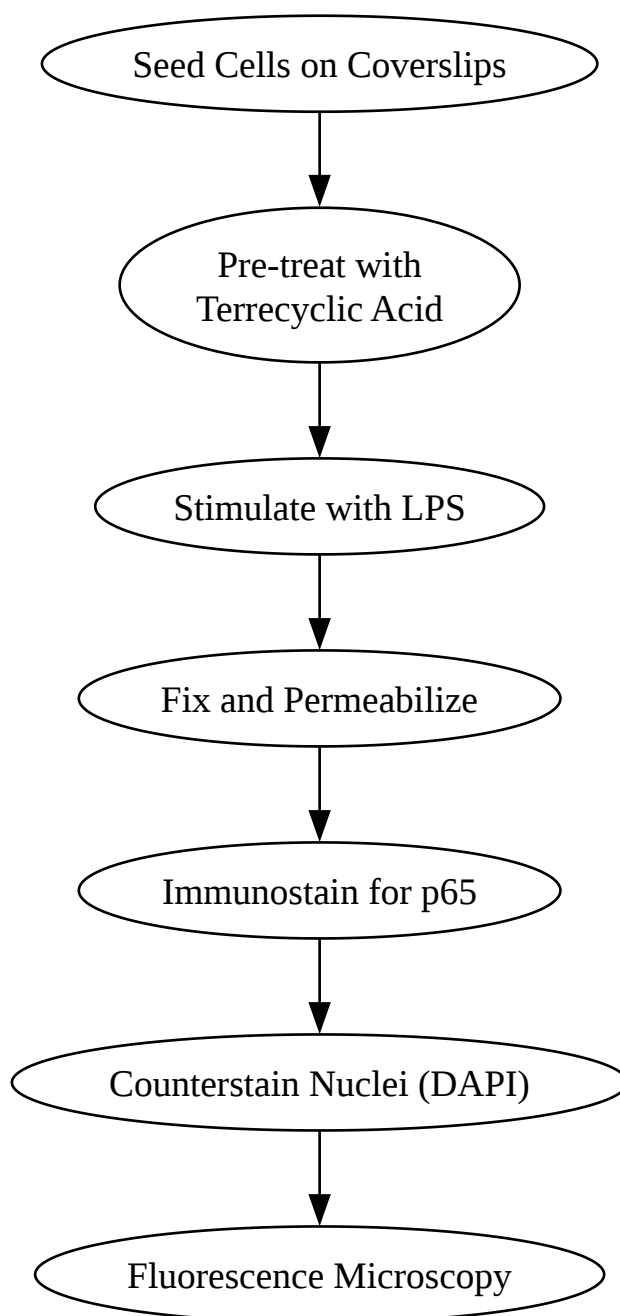 Seed Cells on Coverslips
Pre-treat with
Terrecyclic Acid
Stimulate with LPS
Fix and Permeabilize
Immunostain for p65
Counterstain Nuclei (DAPI)
Fluorescence Microscopy